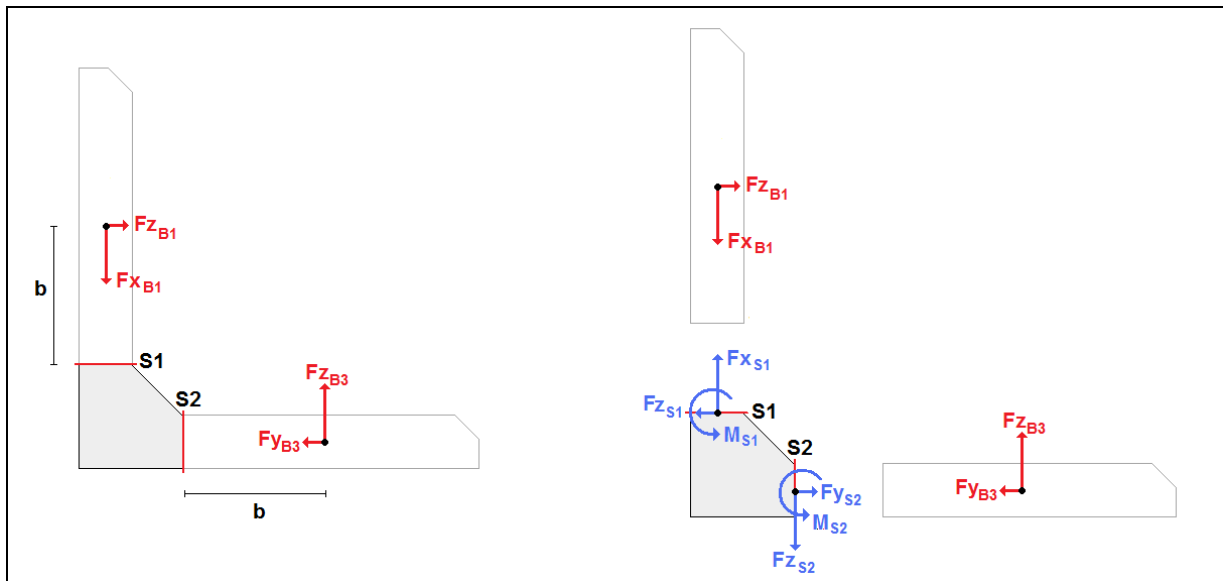 Fz B1
Fx B1
b
S1
S2
Fz B3
Fy B3
b
Fz B1
Fx B1
Fx S1
Fz S1
S1
M S1
S2
Fy S2
M S2
Fz S2
Fz B3
Fy B3